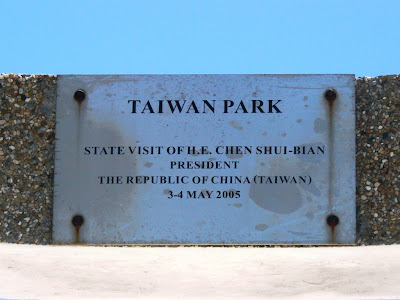 TAIWAN PARK
STATE VISIT OF H.E. CHEN SHUI-BIAN
PRESIDENT
THE REPUBLIC OF CHINA (TAIWAN)
3-4 MAY 2005